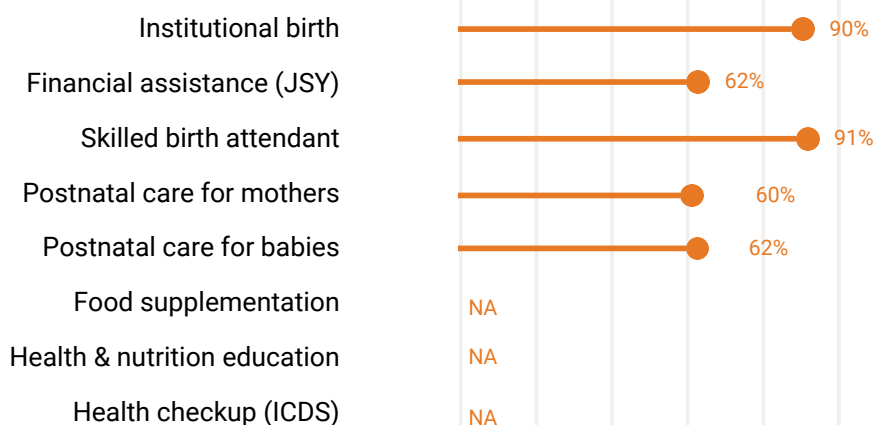 Institutional birth 90%
Financial assistance (JSY) 62%
Skilled birth attendant 91%
Postnatal care for mothers 60%
Postnatal care for babies 62%
Food supplementation NA
Health & nutrition education NA
Health checkup (ICDS) NA